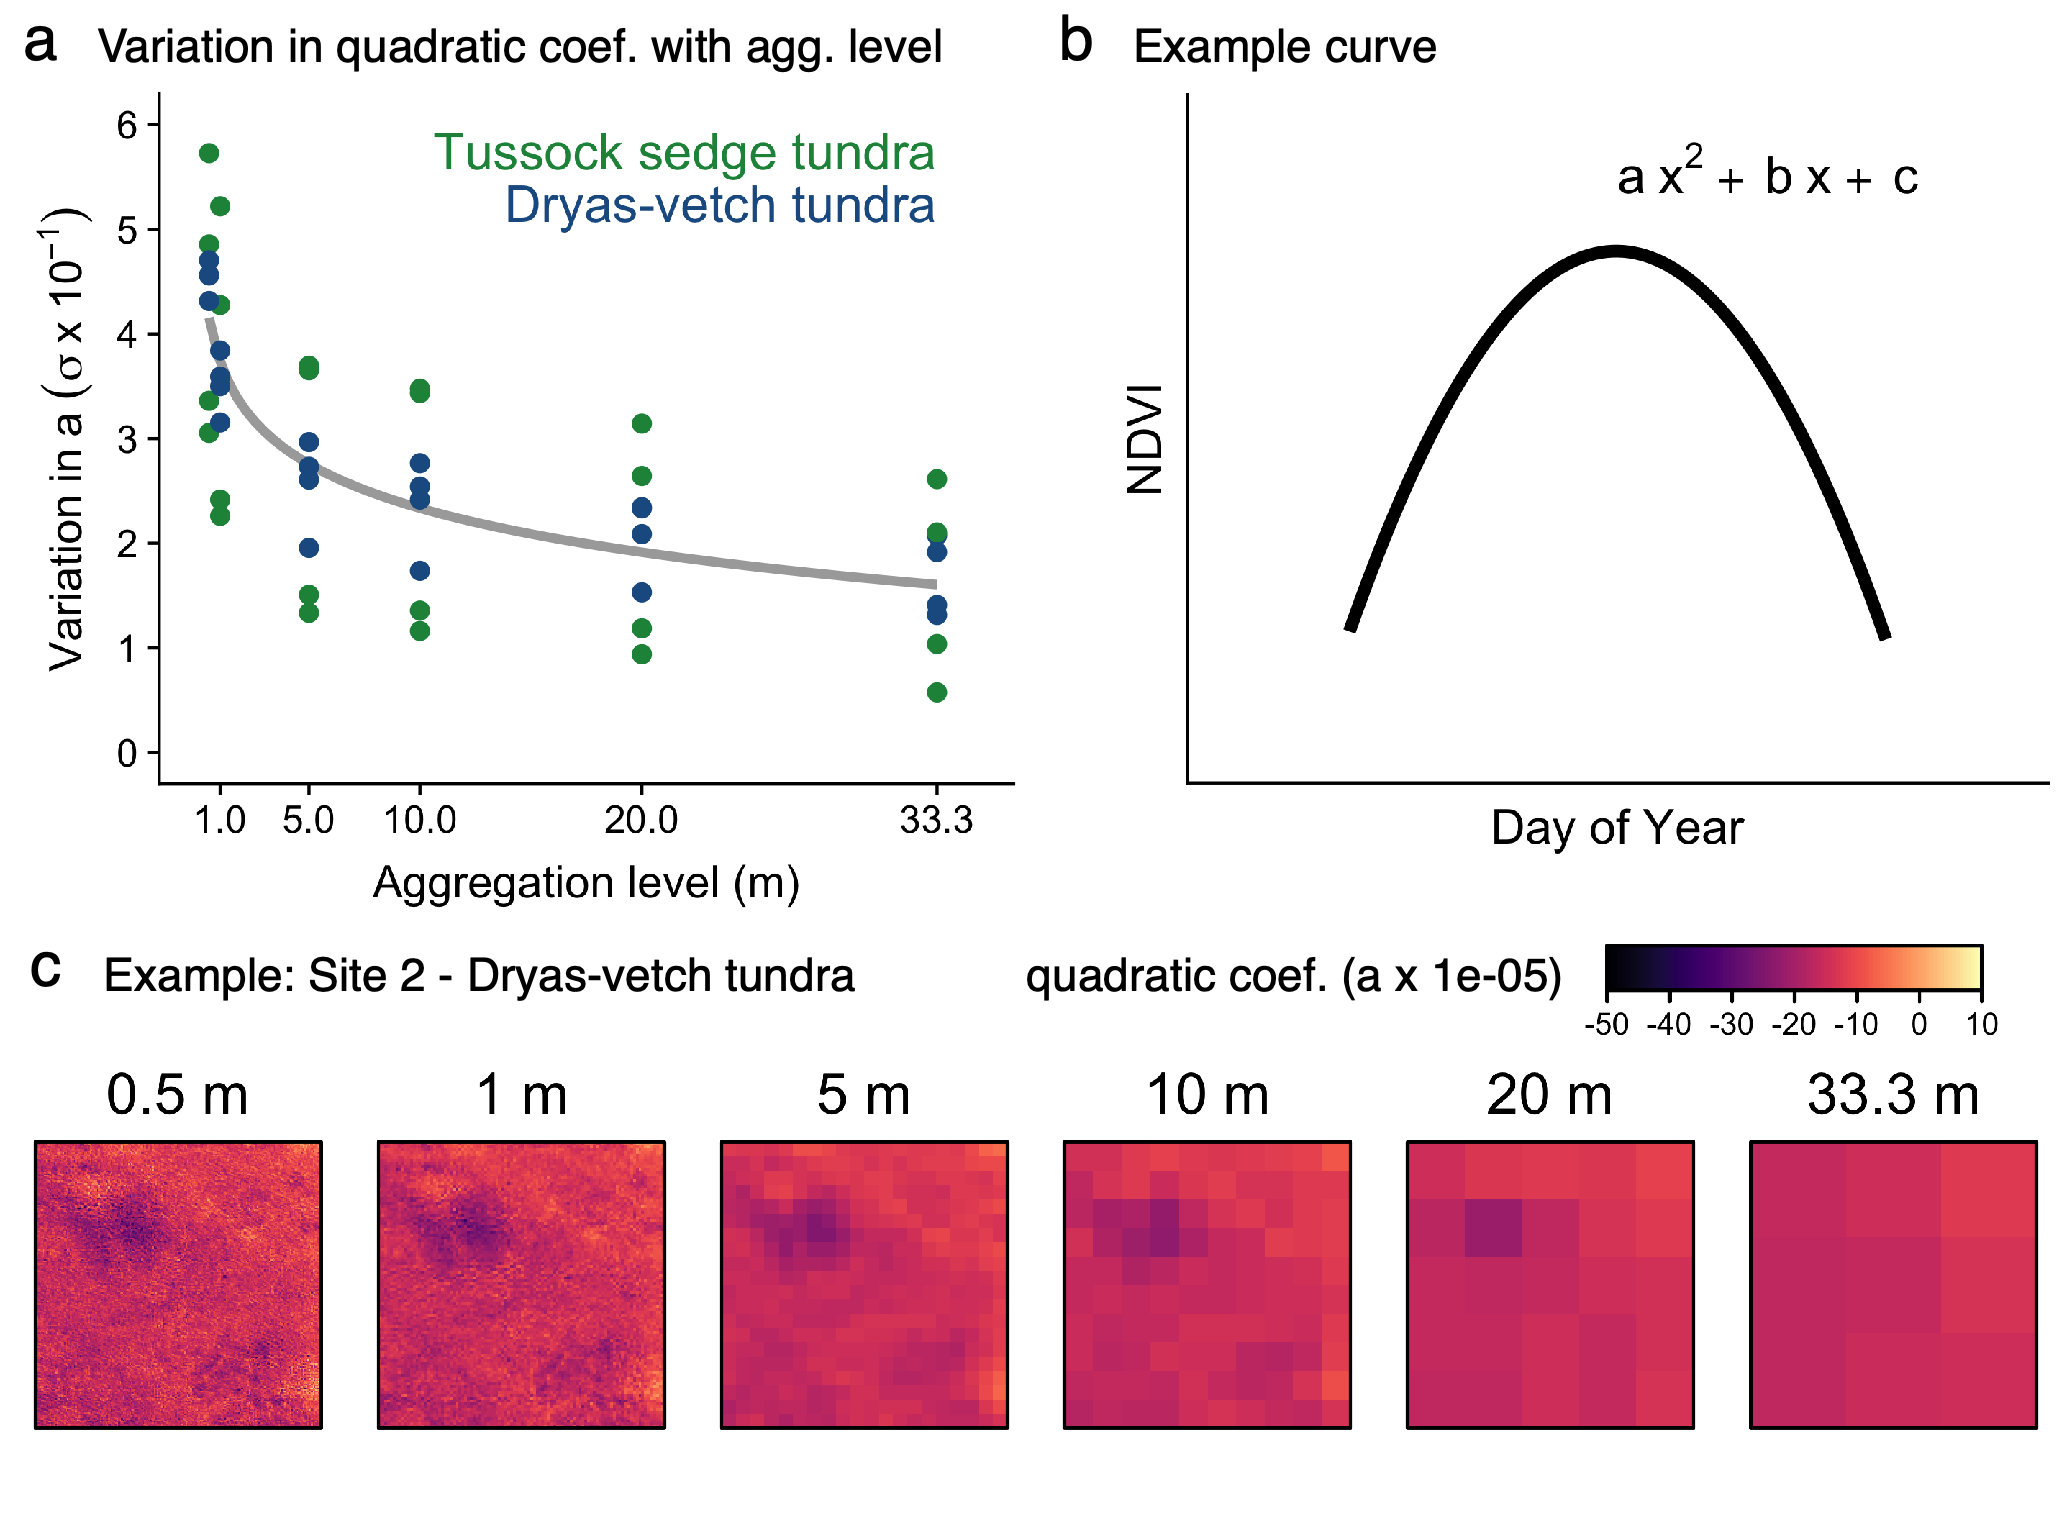 a Variation in quadratic coef. with agg. level
6
5
4
3
2
1
0
Variation in a (σ x 10⁻¹)
Tussock sedge tundra
Dryas-vetch tundra
1.0 5.0 10.0 20.0 33.3
Aggregation level (m)
b Example curve
a x² + b x + c
NDVI
Day of Year
c Example: Site 2 - Dryas-vetch tundra
quadratic coef. (a x 1e-05)
-50 -40 -30 -20 -10 0 10
0.5 m 1 m 5 m 10 m 20 m 33.3 m